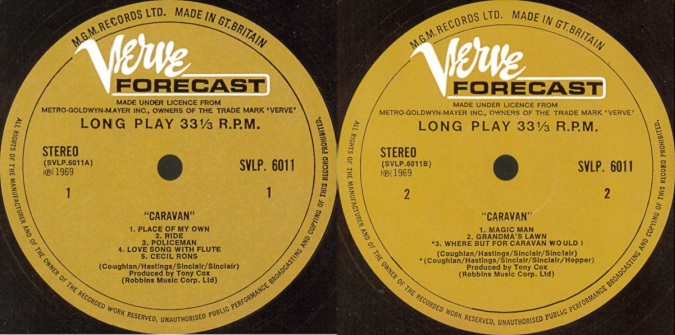 M.G.M. RECORDS LTD. MADE IN GT. BRITAIN
Verve
FORECAST
MADE UNDER LICENCE FROM
METRO-GOLDWYN-MAYER INC., OWNERS OF THE TRADE MARK 'VERVE'
LONG PLAY 33⅓ R.P.M.
STEREO
(SVLP.6011A)
℗1969
SVLP. 6011
1
1
"CARAVAN"
1. PLACE OF MY OWN
2. RIDE
3. POLICEMAN
4. LOVE SONG WITH FLUTE
5. CECIL RONS
(Coughlan/Hastings/Sinclair/Sinclair)
Produced by Tony Cox
(Robbins Music Corp. Ltd)
ALL RIGHTS OF THE MANUFACTURER AND OF THE OWNER OF THE RECORDED WORK RESERVED. UNAUTHORISED PUBLIC PERFORMANCE BROADCASTING AND COPYING OF THIS RECORD PROHIBITED.
M.G.M. RECORDS LTD. MADE IN GT. BRITAIN
Verve
FORECAST
MADE UNDER LICENCE FROM
METRO-GOLDWYN-MAYER INC., OWNERS OF THE TRADE MARK 'VERVE'
LONG PLAY 33⅓ R.P.M.
STEREO
(SVLP.6011B)
℗1969
SVLP. 6011
2
2
"CARAVAN"
1. MAGIC MAN
2. GRANDMA'S LAWN
*3. WHERE BUT FOR CARAVAN WOULD I
(Coughlan/Hastings/Sinclair/Sinclair)
*(Coughlan/Hastings/Sinclair/Sinclair/Hopper)
Produced by Tony Cox
(Robbins Music Corp. Ltd)
ALL RIGHTS OF THE MANUFACTURER AND OF THE OWNER OF THE RECORDED WORK RESERVED. UNAUTHORISED PUBLIC PERFORMANCE BROADCASTING AND COPYING OF THIS RECORD PROHIBITED.